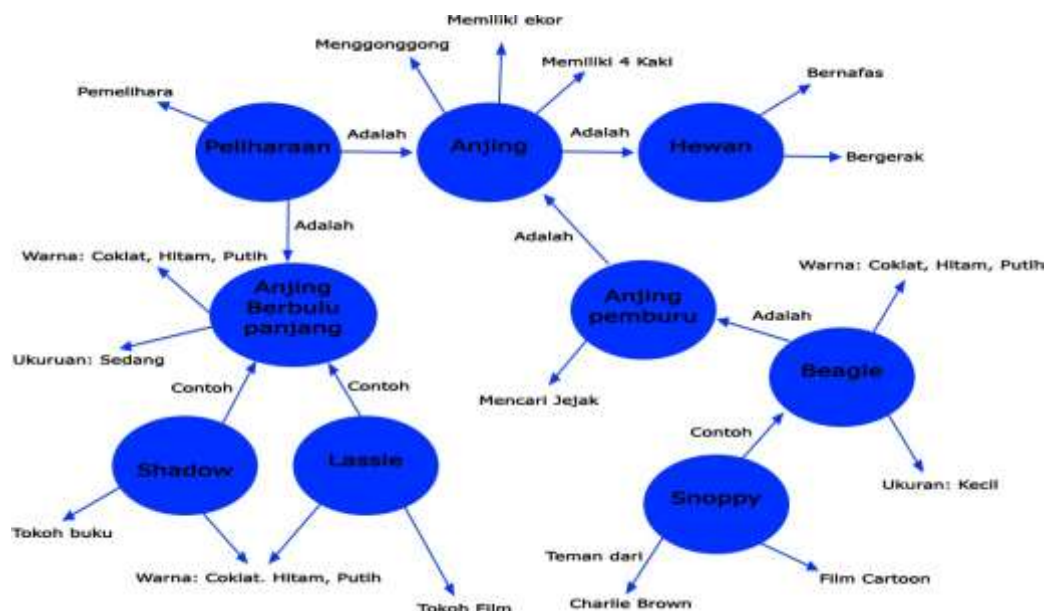 Memiliki ekor
Menggonggong
Memiliki 4 Kaki
Bernafas
Pemelihara
Adalah
Adalah
Peliharaan
Anjing
Hewan
Bergerak
Adalah
Adalah
Warna: Coklat, Hitam, Putih
Warna: Coklat, Hitam, Putih
Anjing
Berbulu
panjang
Anjing
pemburu
Adalah
Ukuruan: Sedang
Contoh
Contoh
Beagle
Mencari Jejak
Contoh
Shadow
Lassie
Snoppy
Ukuran: Kecil
Tokoh buku
Teman dari
Warna: Coklat. Hitam, Putih
Film Cartoon
Charlie Brown
Tokoh Film